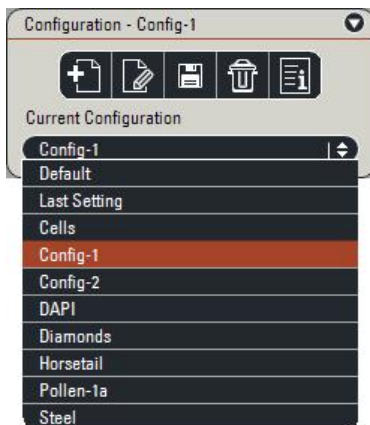 Configuration - Config-1
Current Configuration
Config-1
Default
Last Setting
Cells
Config-1
Config-2
DAPI
Diamonds
Horsetail
Pollen-1a
Steel